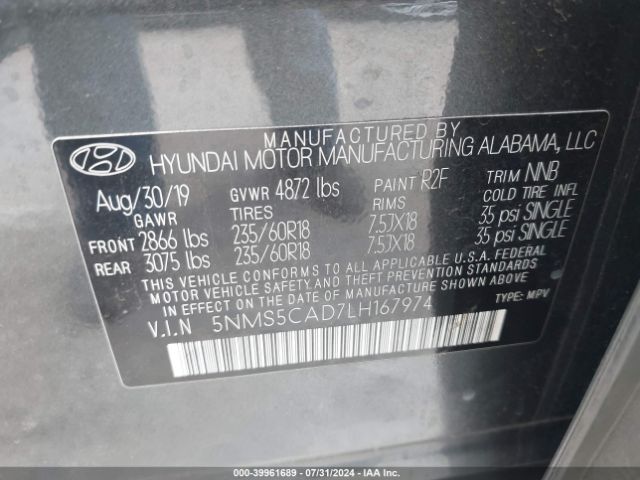 MANUFACTURED BY
HYUNDAI MOTOR MANUFACTURING ALABAMA, LLC
Aug/30/19 GVWR 4872 lbs PAINT R2F TRIM NNB
GAWR TIRES RIMS COLD TIRE INFL
FRONT 2866 lbs 235/60R18 7.5JX18 35 psi SINGLE
REAR 3075 lbs 235/60R18 7.5JX18 35 psi SINGLE
THIS VEHICLE CONFORMS TO ALL APPLICABLE U.S.A. FEDERAL
MOTOR VEHICLE SAFETY AND THEFT PREVENTION STANDARDS
IN EFFECT ON THE DATE OF MANUFACTURE SHOWN ABOVE.
V.I.N 5NMS5CAD7LH167974 TYPE: MPV
000-39961689 - 07/31/2024 - IAAI.COM